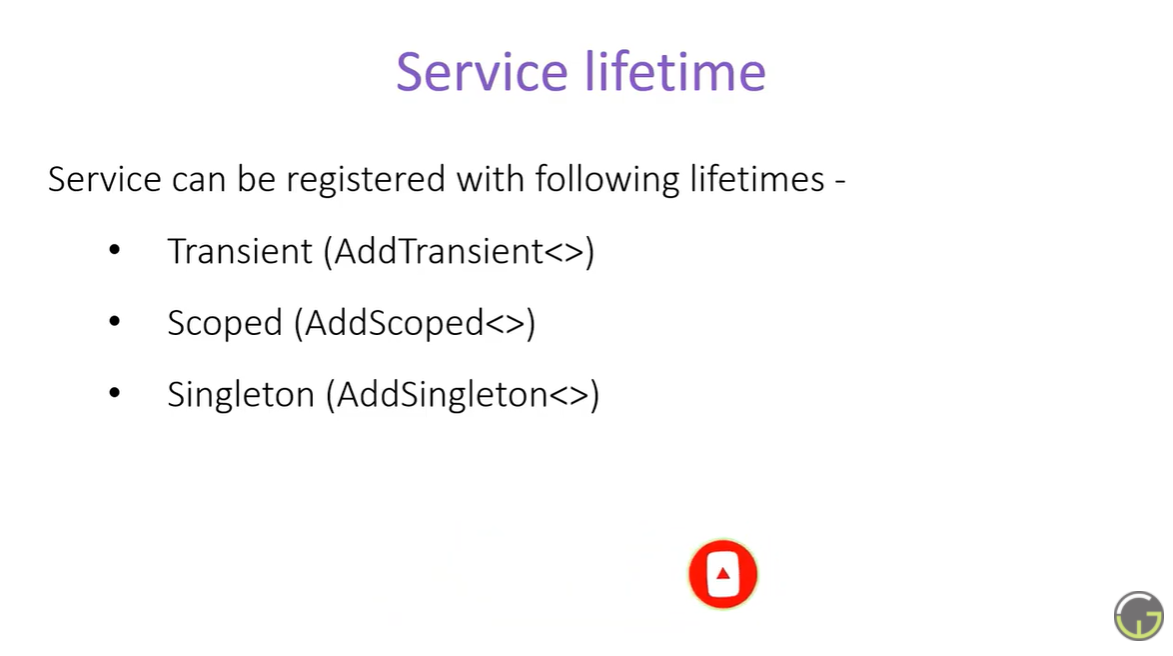 Service lifetime
Service can be registered with following lifetimes -
• Transient (AddTransient<>)
• Scoped (AddScoped<>)
• Singleton (AddSingleton<>)